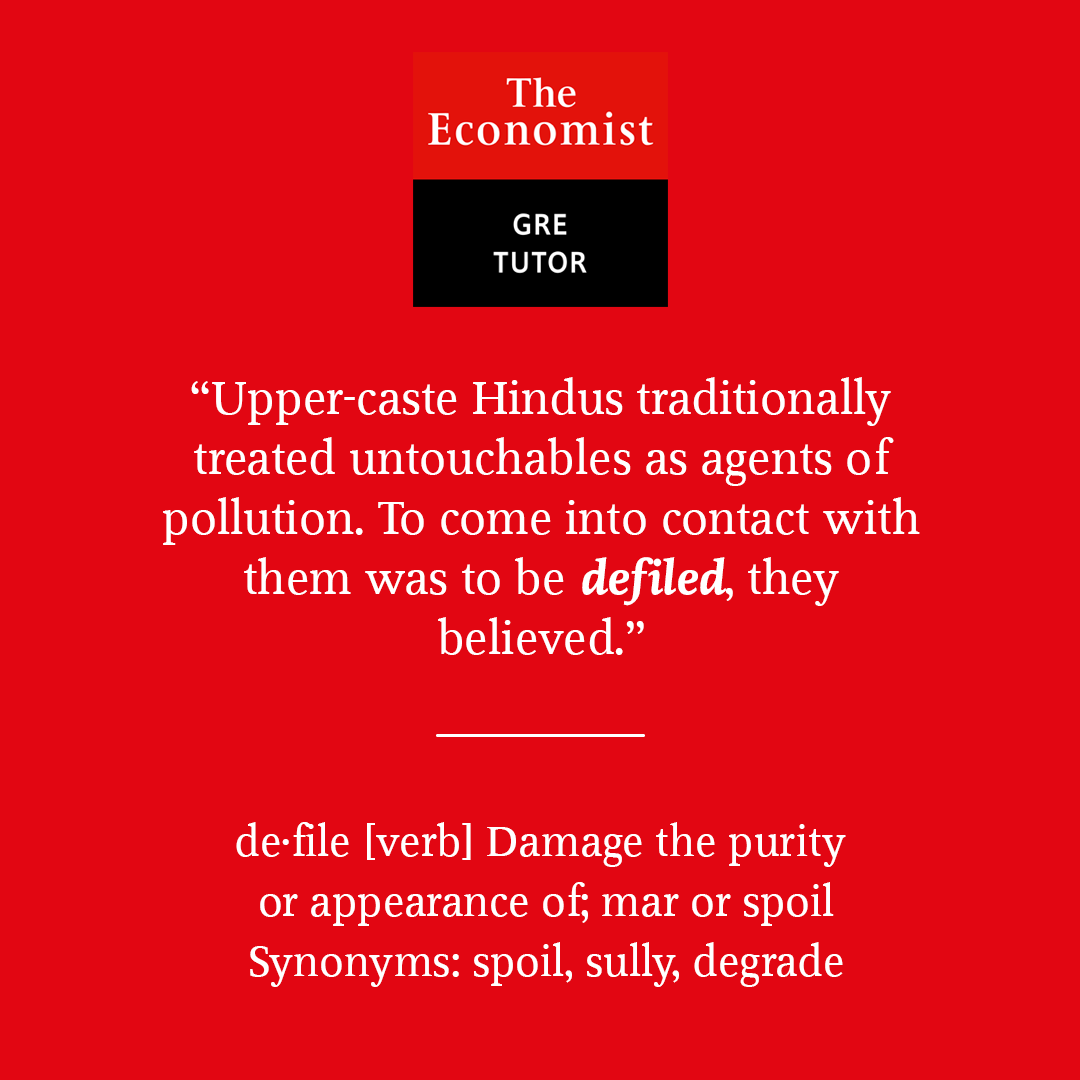 The
Economist
GRE
TUTOR
“Upper-caste Hindus traditionally
treated untouchables as agents of
pollution. To come into contact with
them was to be defiled, they
believed.”
de·file [verb] Damage the purity
or appearance of; mar or spoil
Synonyms: spoil, sully, degrade